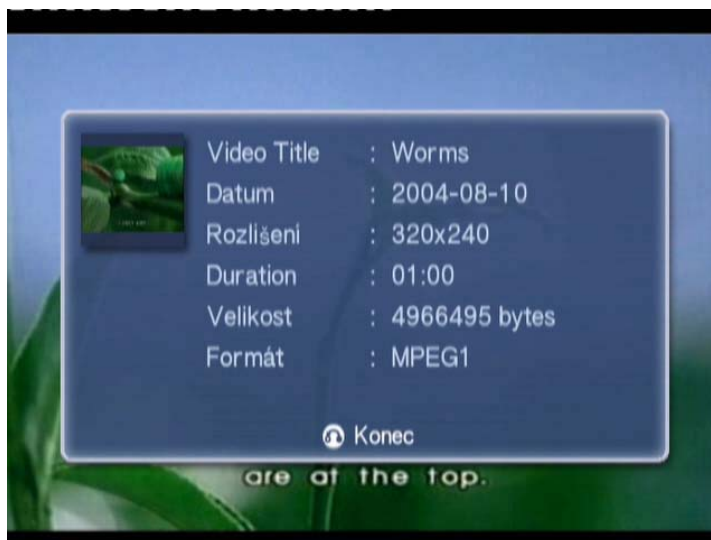 Video Title : Worms
Datum : 2004-08-10
Rozlišení : 320x240
Duration : 01:00
Velikost : 4966495 bytes
Formát : MPEG1
Konec
are at the top.